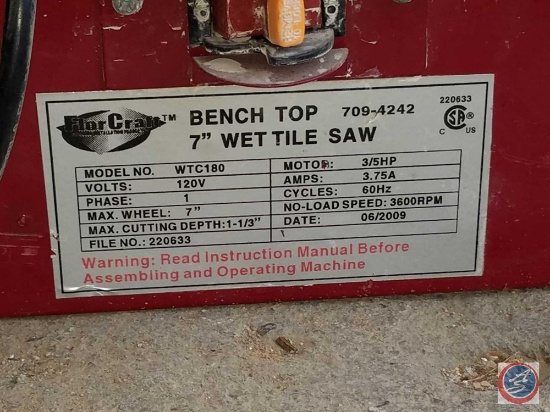 FlorCraft™
BENCH TOP 709-4242
7" WET TILE SAW
220633
C US
MODEL NO. WTC180
VOLTS: 120V
PHASE: 1
MAX. WHEEL: 7"
MAX. CUTTING DEPTH: 1-1/3"
FILE NO.: 220633
MOTOR: 3/5HP
AMPS: 3.75A
CYCLES: 60Hz
NO-LOAD SPEED: 3600RPM
DATE: 06/2009
Warning: Read Instruction Manual Before
Assembling and Operating Machine